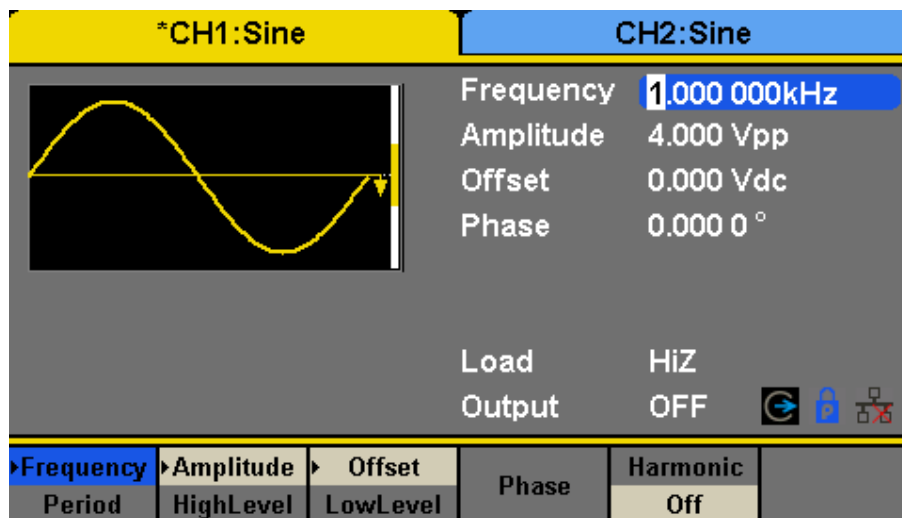 *CH1:Sine CH2:Sine
Frequency 1.000 000kHz
Amplitude 4.000 Vpp
Offset 0.000 Vdc
Phase 0.000 0 °
Load HiZ
Output OFF
P
Frequency Amplitude Offset Phase Harmonic
Period HighLevel LowLevel Off